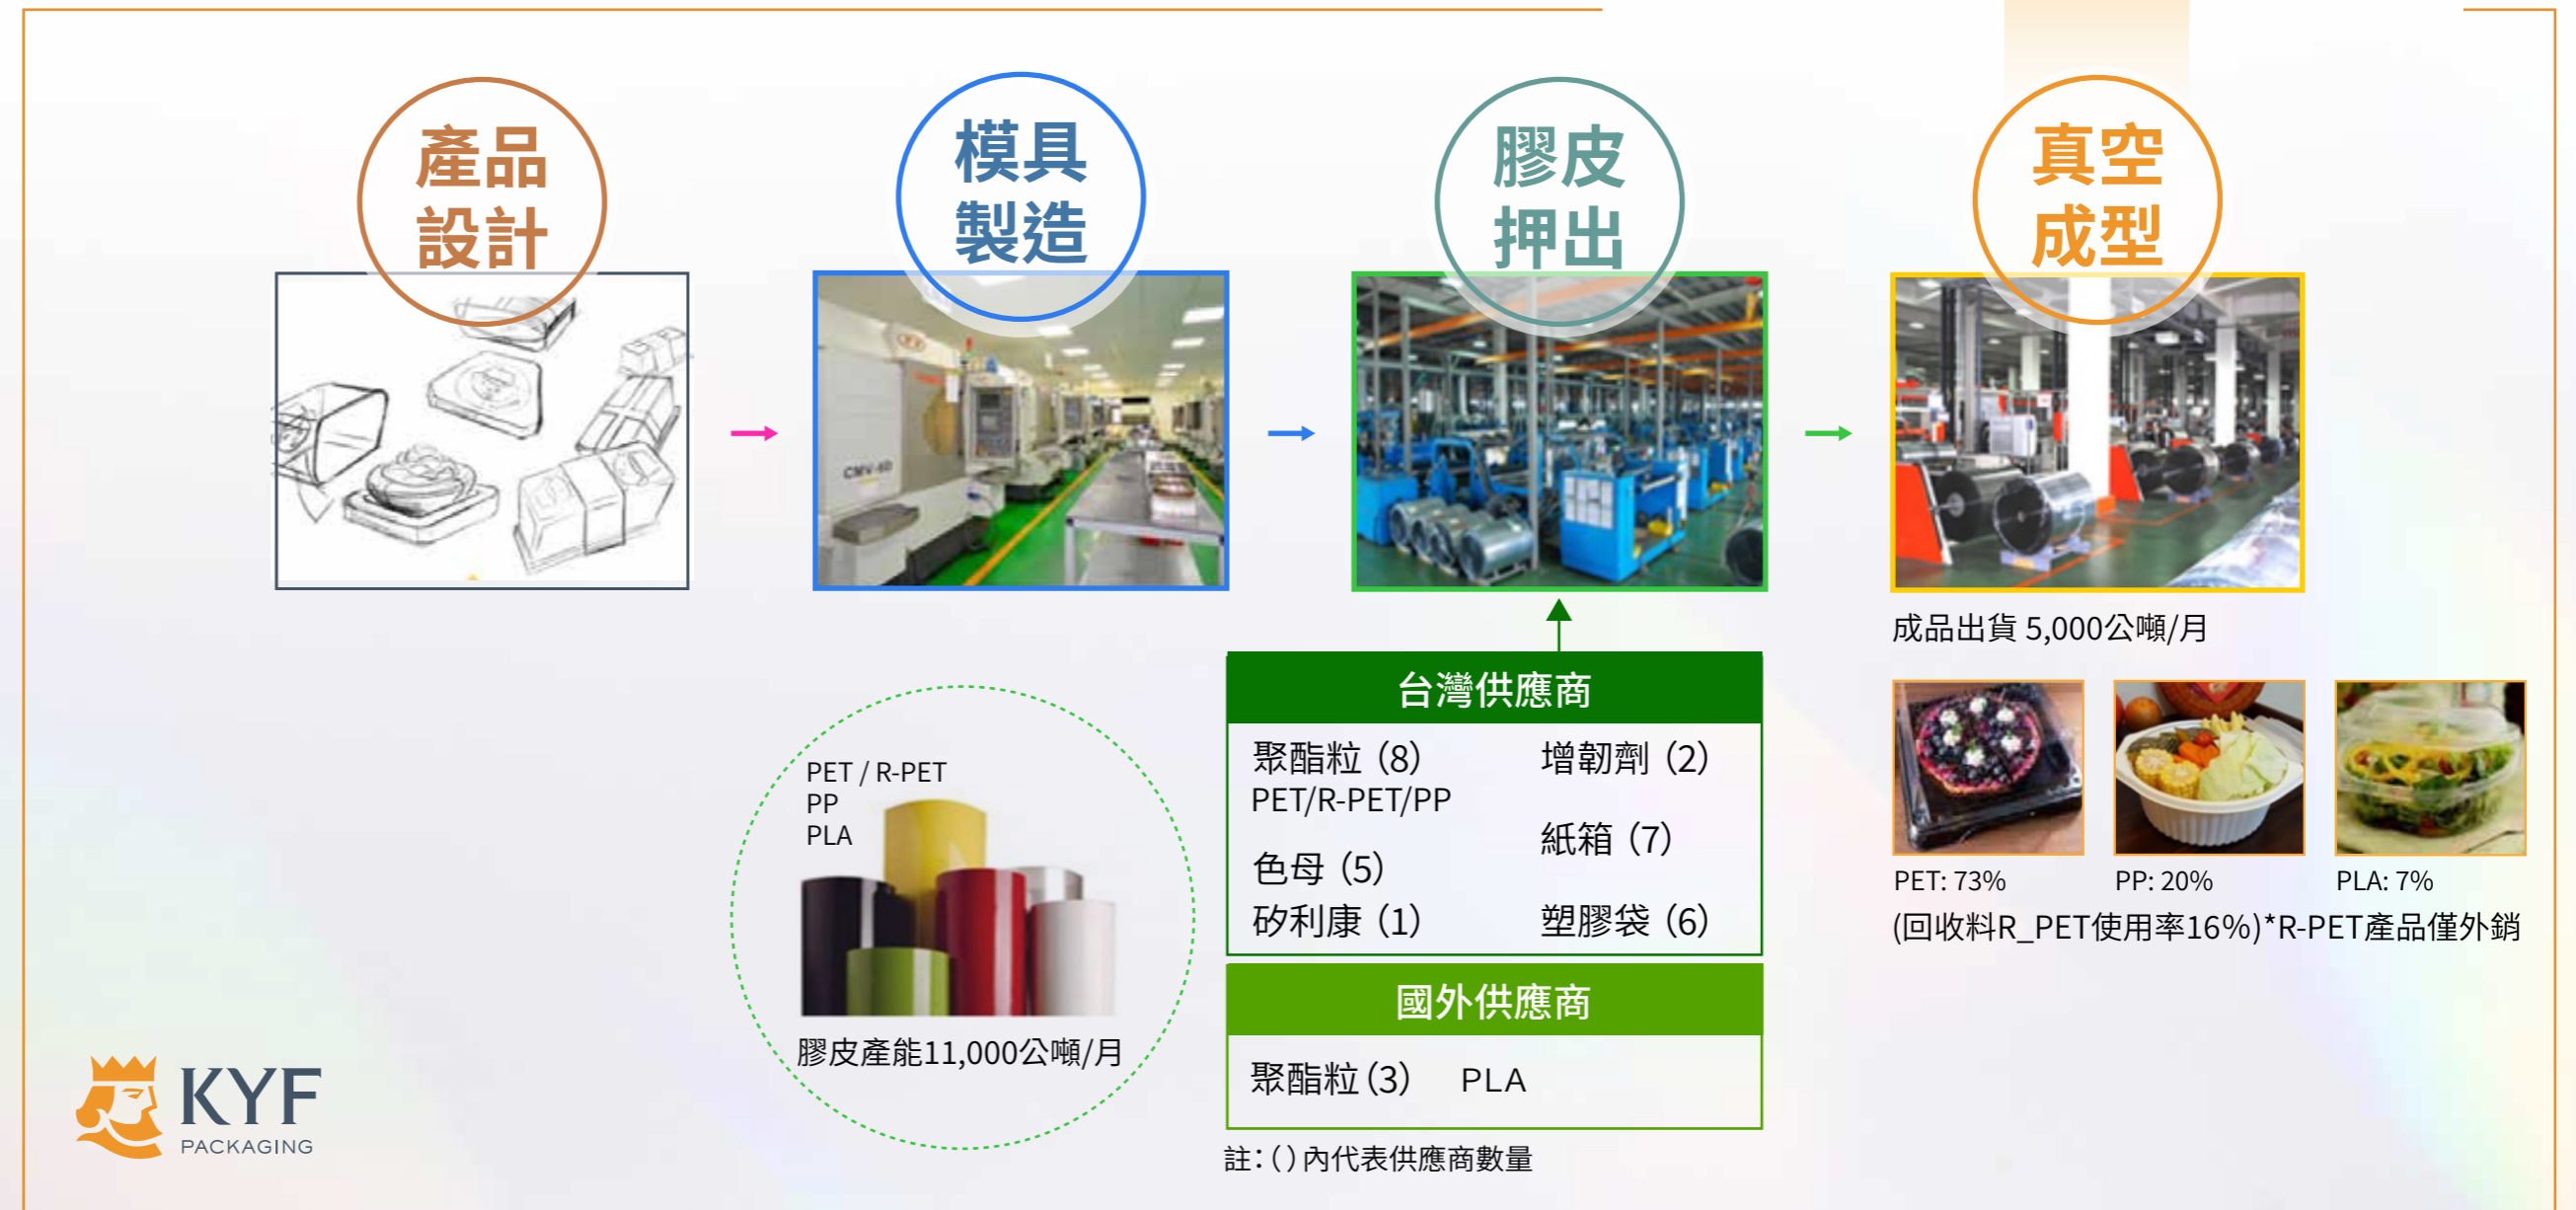 產品
設計
模具
製造
膠皮
押出
真空
成型
CMV-60
成品出貨 5,000公噸/月
PET: 73%
PP: 20%
PLA: 7%
(回收料R_PET使用率16%)*R-PET產品僅外銷
PET / R-PET
PP
PLA
膠皮產能11,000公噸/月
台灣供應商
聚酯粒 (8)
PET/R-PET/PP
色母 (5)
矽利康 (1)
增韌劑 (2)
紙箱 (7)
塑膠袋 (6)
國外供應商
聚酯粒 (3) PLA
註：( ) 內代表供應商數量
KYF
PACKAGING